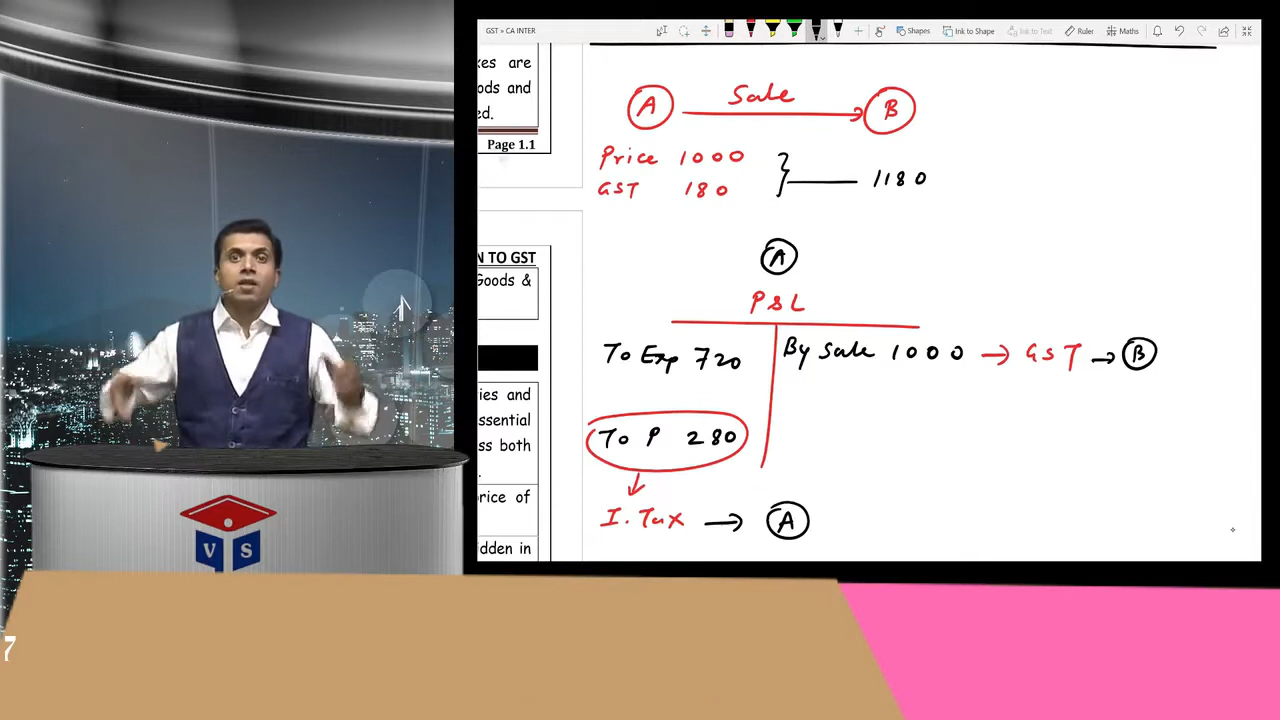 GST » CA INTER
Shapes
Ink to Shape
Ink to Text
Ruler
Maths
xes are
ods and
ed.
Page 1.1
N TO GST
Goods &
ies and
ssential
ss both
rice of
idden in
A Sale B
Price 1000
GST 180
1180
A
P & L
To Exp 720 By Sale 1000 → GST → B
To P 280
I. Tax → A
V S
7